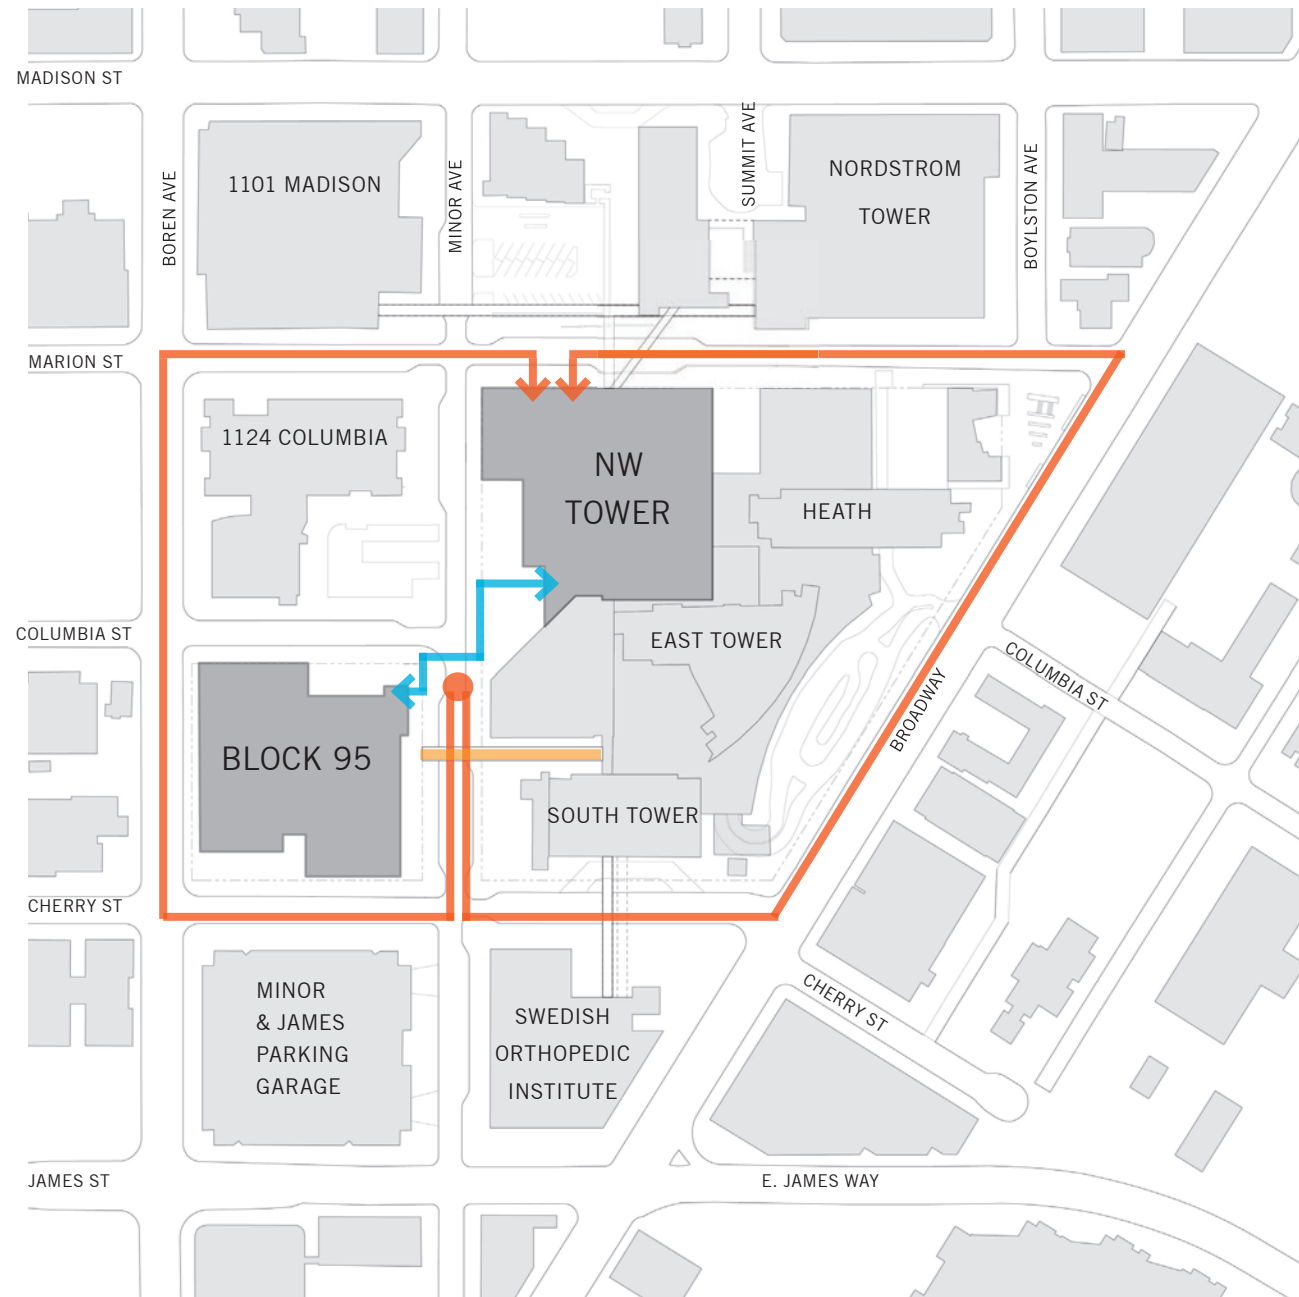 MADISON ST
1101 MADISON
BOREN AVE
MINOR AVE
SUMMIT AVE
NORDSTROM
TOWER
BOYLSTON AVE
MARION ST
1124 COLUMBIA
NW
TOWER
HEATH
COLUMBIA ST
EAST TOWER
COLUMBIA ST
BROADWAY
BLOCK 95
SOUTH TOWER
CHERRY ST
MINOR
& JAMES
PARKING
GARAGE
SWEDISH
ORTHOPEDIC
INSTITUTE
CHERRY ST
JAMES ST
E. JAMES WAY